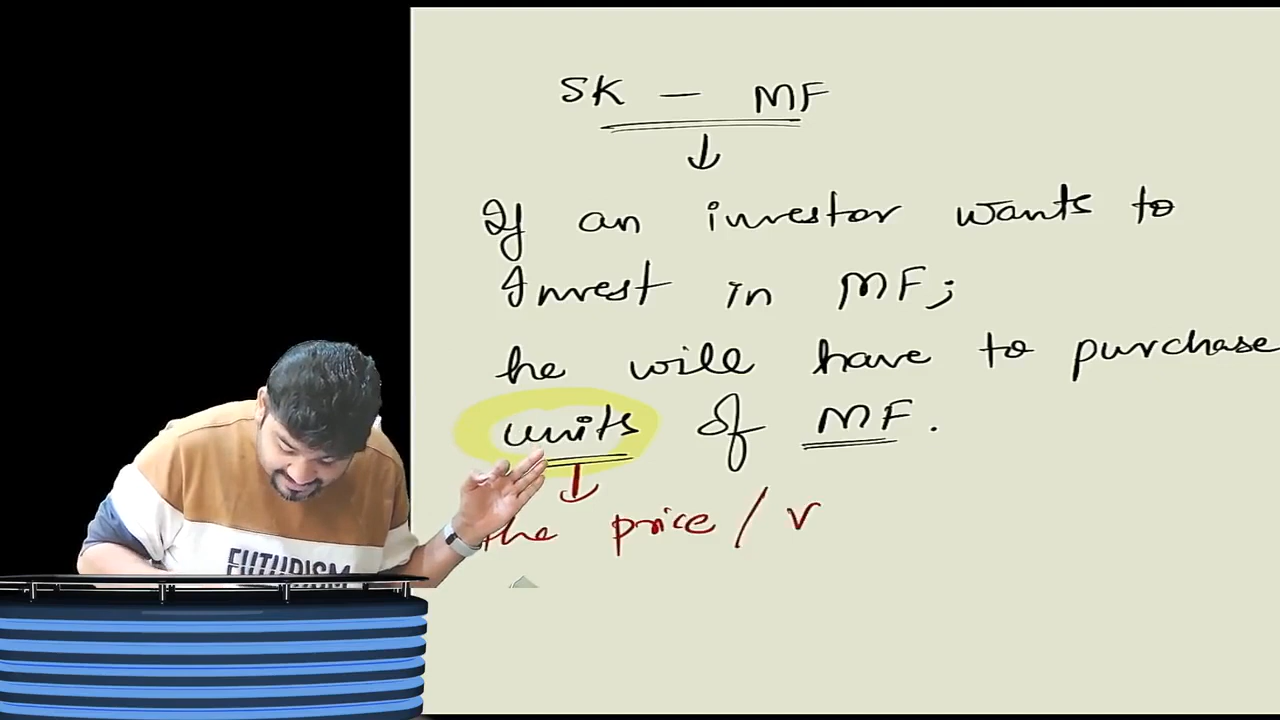 SK - MF
If an investor wants to
Invest in MF;
he will have to purchase
units of MF.
The price / v
FUTURISM